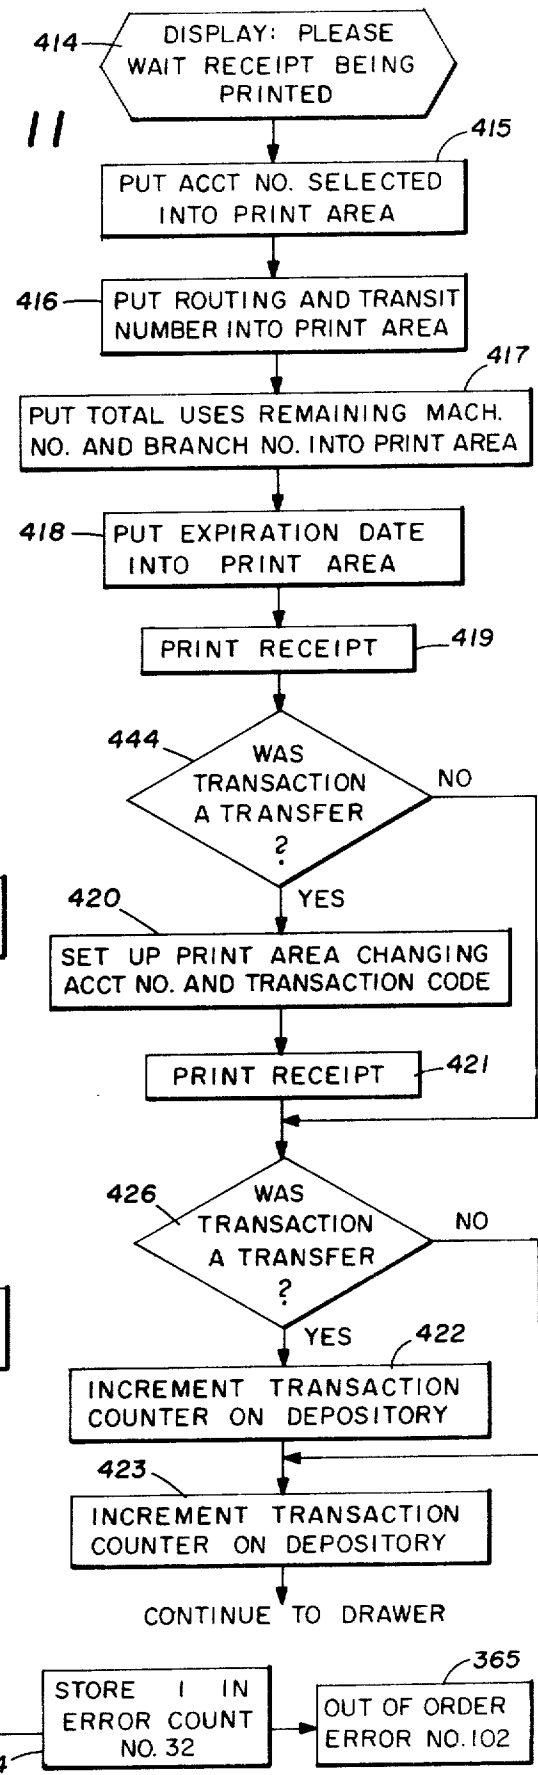 414
DISPLAY: PLEASE
WAIT RECEIPT BEING
PRINTED
11
415
PUT ACCT NO. SELECTED
INTO PRINT AREA
416
PUT ROUTING AND TRANSIT
NUMBER INTO PRINT AREA
417
PUT TOTAL USES REMAINING MACH.
NO. AND BRANCH NO. INTO PRINT AREA
418
PUT EXPIRATION DATE
INTO PRINT AREA
PRINT RECEIPT
419
444
WAS
TRANSACTION
A TRANSFER
?
NO
YES
420
SET UP PRINT AREA CHANGING
ACCT NO. AND TRANSACTION CODE
PRINT RECEIPT
421
426
WAS
TRANSACTION
A TRANSFER
?
NO
YES
422
INCREMENT TRANSACTION
COUNTER ON DEPOSITORY
423
INCREMENT TRANSACTION
COUNTER ON DEPOSITORY
CONTINUE TO DRAWER
STORE 1 IN
ERROR COUNT
NO. 32
4
365
OUT OF ORDER
ERROR NO. 102